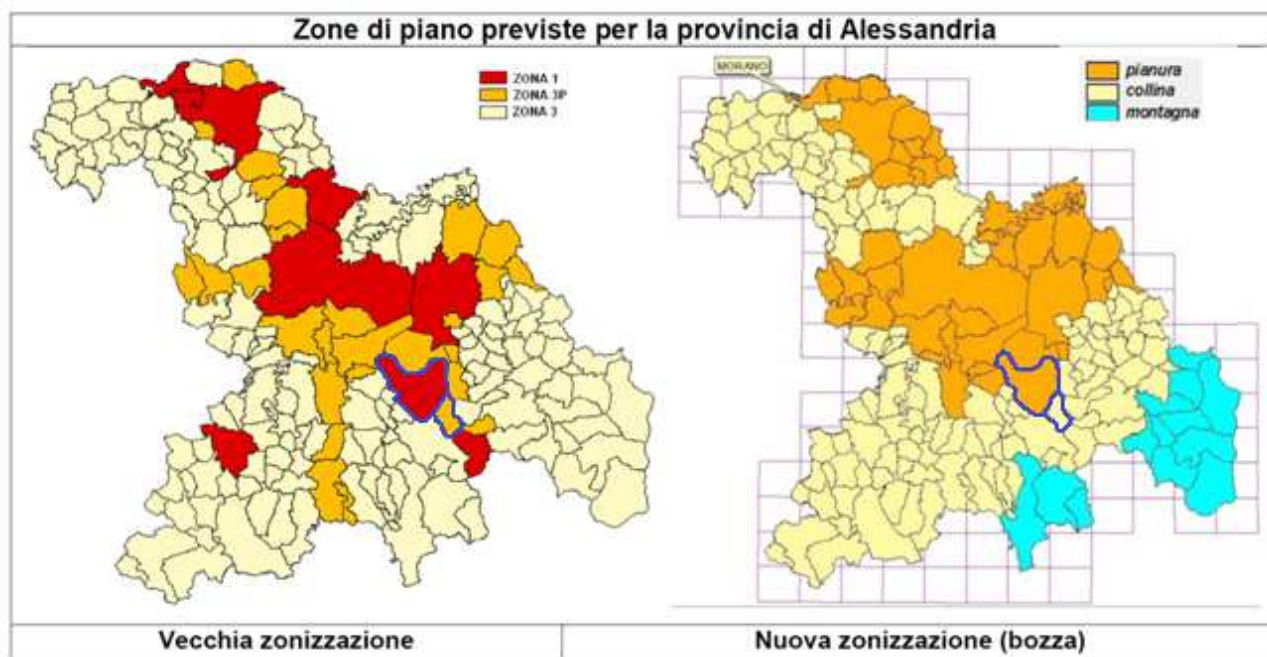 Zone di piano previste per la provincia di Alessandria
ZONA 1
ZONA 3P
ZONA 3
MORANO
pianura
collina
montagna
Vecchia zonizzazione
Nuova zonizzazione (bozza)